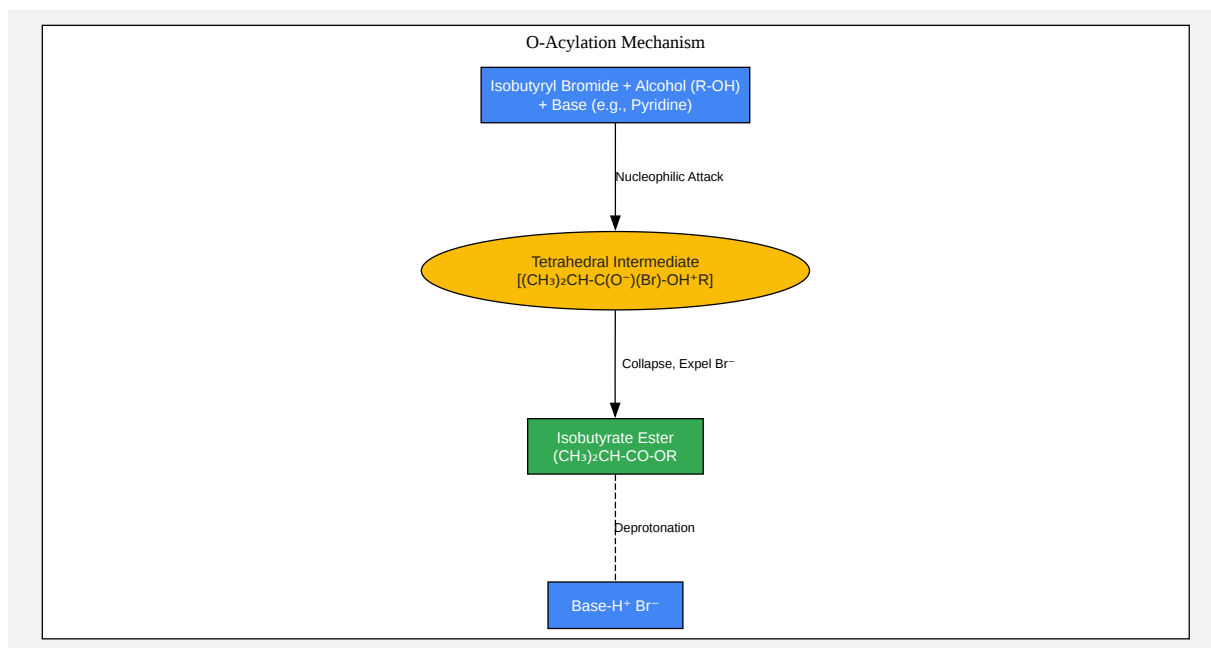 O-Acylation Mechanism
Isobutyryl Bromide + Alcohol (R-OH)
+ Base (e.g., Pyridine)
Nucleophilic Attack
Tetrahedral Intermediate
[(CH₃)₂CH-C(O⁻)(Br)-OH⁺R]
Collapse, Expel Br⁻
Isobutyrate Ester
(CH₃)₂CH-CO-OR
Deprotonation
Base-H⁺ Br⁻